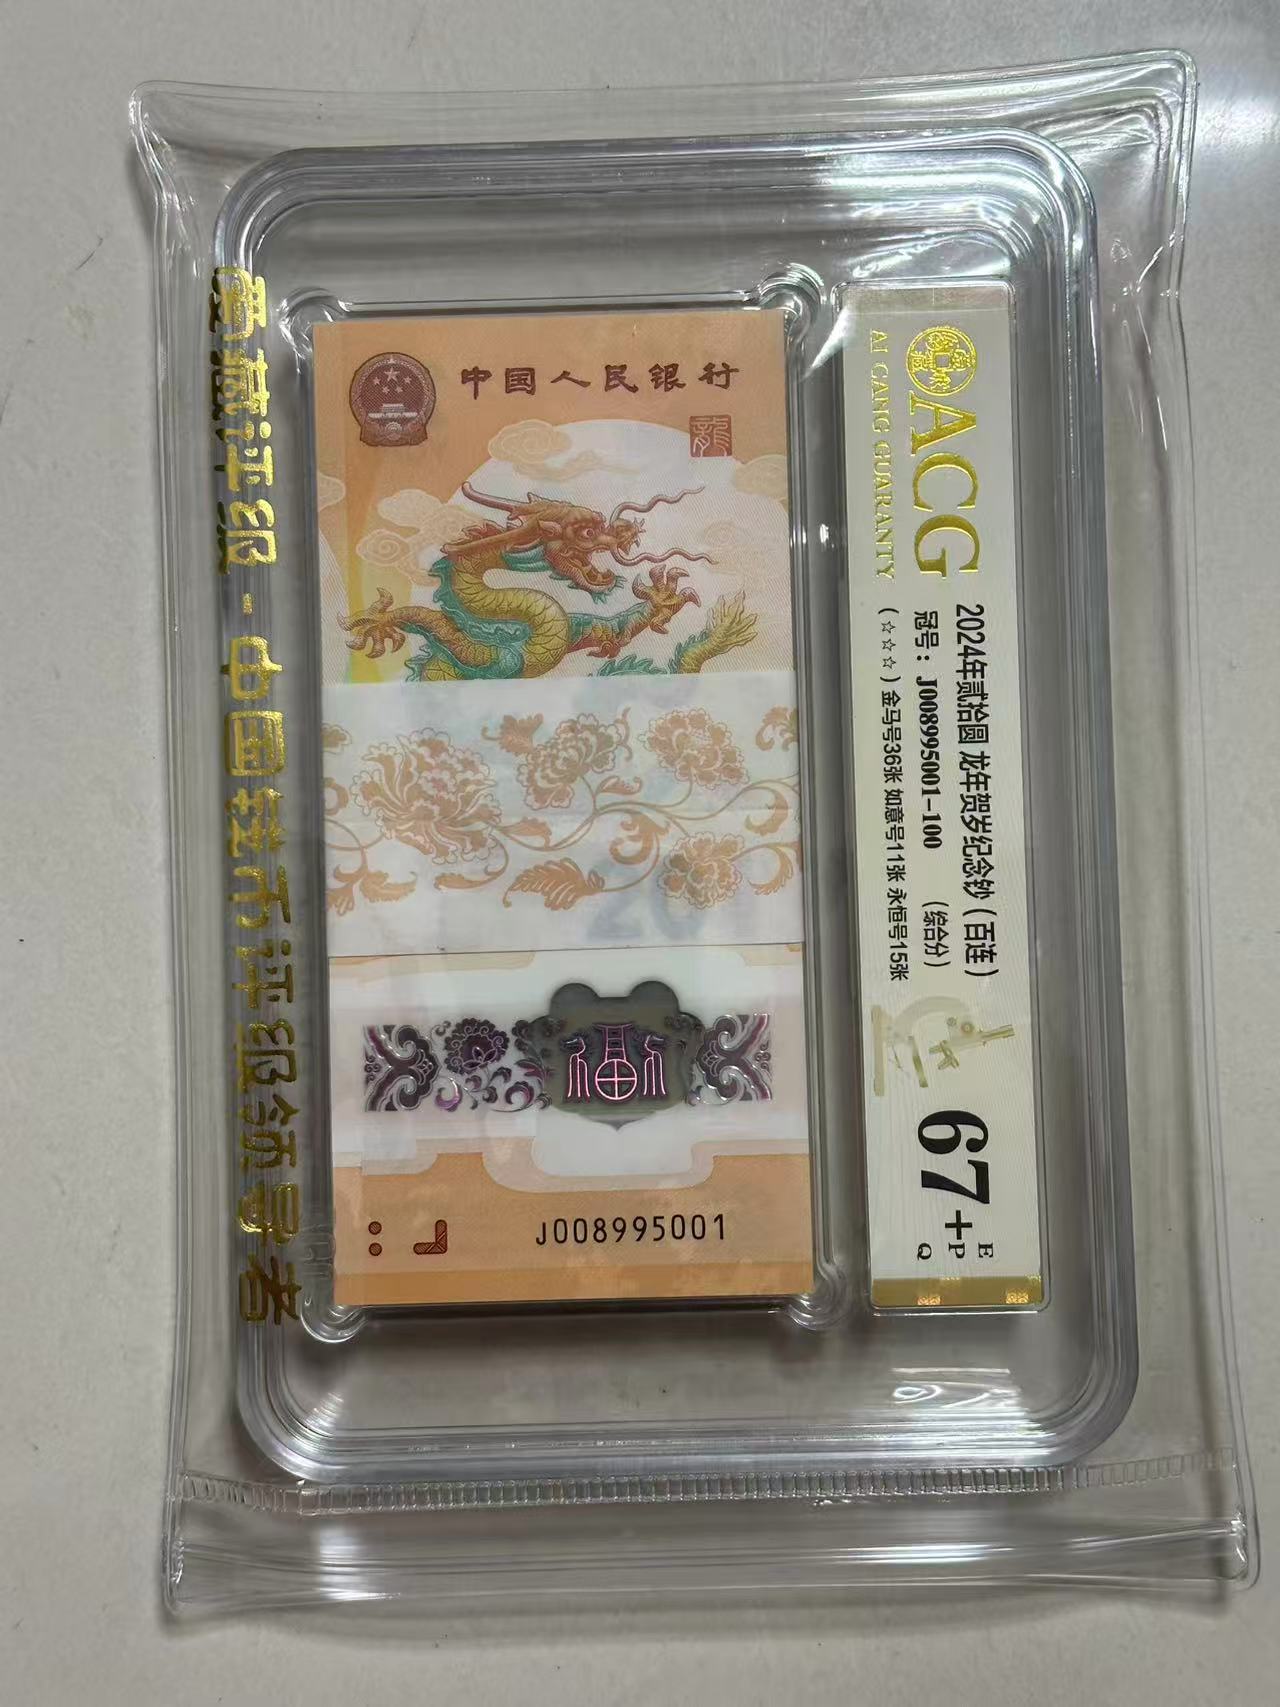 爱藏评级-中国钱币评级领导者
中国人民银行
龍
福
J008995001
ACG
AI CANG GUARANTY
2024年贰拾圆 龙年贺岁纪念钞（百连）
冠号：J008995001-100 （综合分）
(☆☆☆) 金马号36张 如意号11张 永恒号15张
67+
E
P
Q